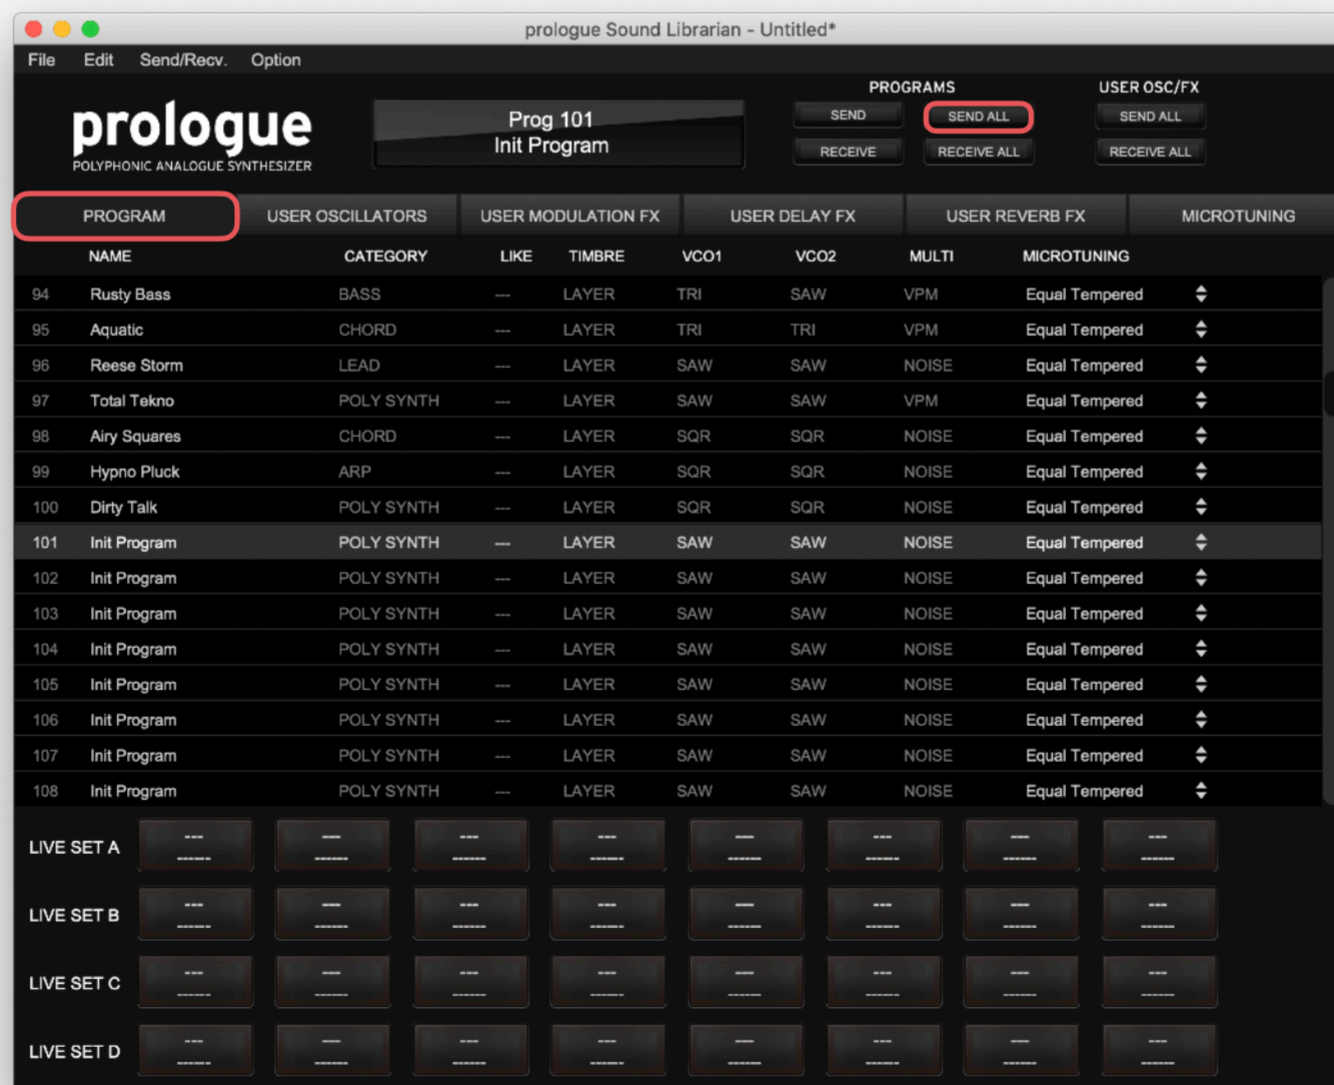 prologue Sound Librarian - Untitled*
File Edit Send/Recv. Option
PROGRAMS USER OSC/FX
prologue
POLYPHONIC ANALOGUE SYNTHESIZER
Prog 101
Init Program
SEND SEND ALL SEND ALL
RECEIVE RECEIVE ALL RECEIVE ALL
PROGRAM USER OSCILLATORS USER MODULATION FX USER DELAY FX USER REVERB FX MICROTUNING
NAME CATEGORY LIKE TIMBRE VCO1 VCO2 MULTI MICROTUNING
94 Rusty Bass BASS --- LAYER TRI SAW VPM Equal Tempered
95 Aquatic CHORD --- LAYER TRI TRI VPM Equal Tempered
96 Reese Storm LEAD --- LAYER SAW SAW NOISE Equal Tempered
97 Total Tekno POLY SYNTH --- LAYER SAW SAW VPM Equal Tempered
98 Airy Squares CHORD --- LAYER SQR SQR NOISE Equal Tempered
99 Hypno Pluck ARP --- LAYER SQR SQR NOISE Equal Tempered
100 Dirty Talk POLY SYNTH --- LAYER SQR SQR NOISE Equal Tempered
101 Init Program POLY SYNTH --- LAYER SAW SAW NOISE Equal Tempered
102 Init Program POLY SYNTH --- LAYER SAW SAW NOISE Equal Tempered
103 Init Program POLY SYNTH --- LAYER SAW SAW NOISE Equal Tempered
104 Init Program POLY SYNTH --- LAYER SAW SAW NOISE Equal Tempered
105 Init Program POLY SYNTH --- LAYER SAW SAW NOISE Equal Tempered
106 Init Program POLY SYNTH --- LAYER SAW SAW NOISE Equal Tempered
107 Init Program POLY SYNTH --- LAYER SAW SAW NOISE Equal Tempered
108 Init Program POLY SYNTH --- LAYER SAW SAW NOISE Equal Tempered
--- --- --- --- --- --- --- ---
LIVE SET A
------ ------ ------ ------ ------ ------ ------ ------
--- --- --- --- --- --- --- ---
LIVE SET B
------ ------ ------ ------ ------ ------ ------ ------
--- --- --- --- --- --- --- ---
LIVE SET C
------ ------ ------ ------ ------ ------ ------ ------
--- --- --- --- --- --- --- ---
LIVE SET D
------ ------ ------ ------ ------ ------ ------ ------